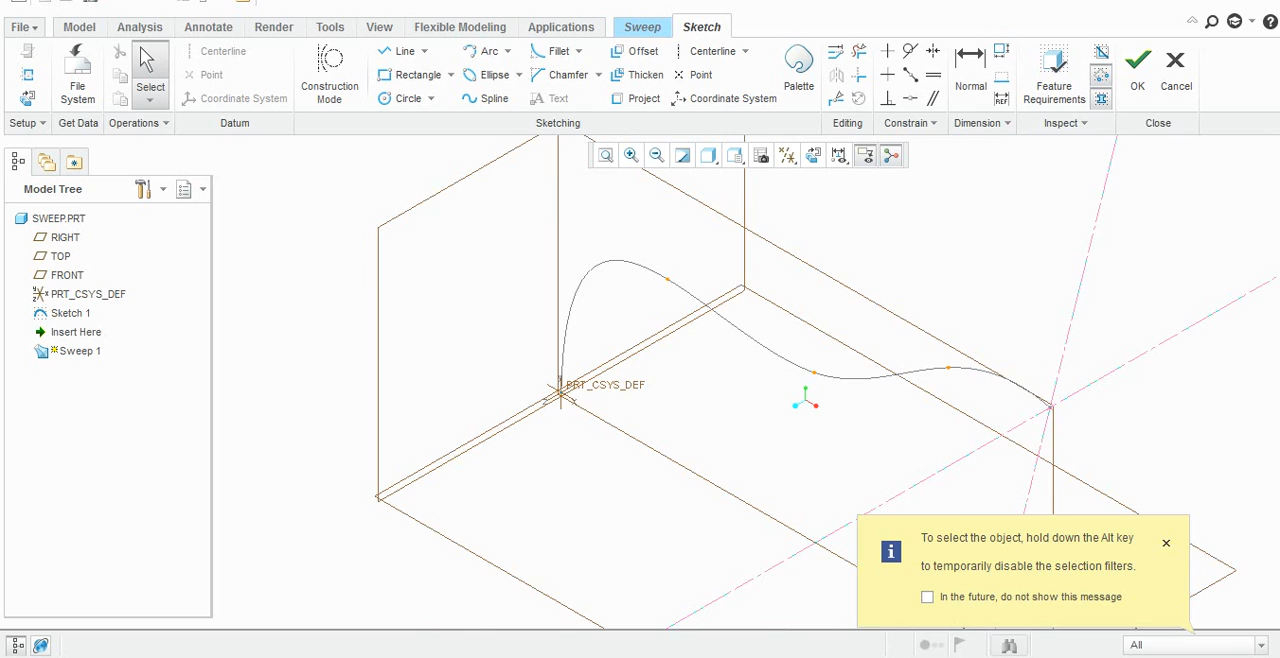 File Model Analysis Annotate Render Tools View Flexible Modeling Applications Sweep Sketch
Centerline Line Arc Fillet Offset Centerline
Point Rectangle Ellipse Chamfer Thicken Point
File System Select Construction Mode Palette Normal Feature Requirements OK Cancel
Coordinate System Circle Spline Text Project Coordinate System REF
Setup Get Data Operations Datum Sketching Editing Constrain Dimension Inspect Close
Model Tree
SWEEP.PRT
RIGHT
TOP
FRONT
PRT_CSYS_DEF
Sketch 1
Insert Here
Sweep 1
PRT_CSYS_DEF
To select the object, hold down the Alt key
to temporarily disable the selection filters.
In the future, do not show this message
All